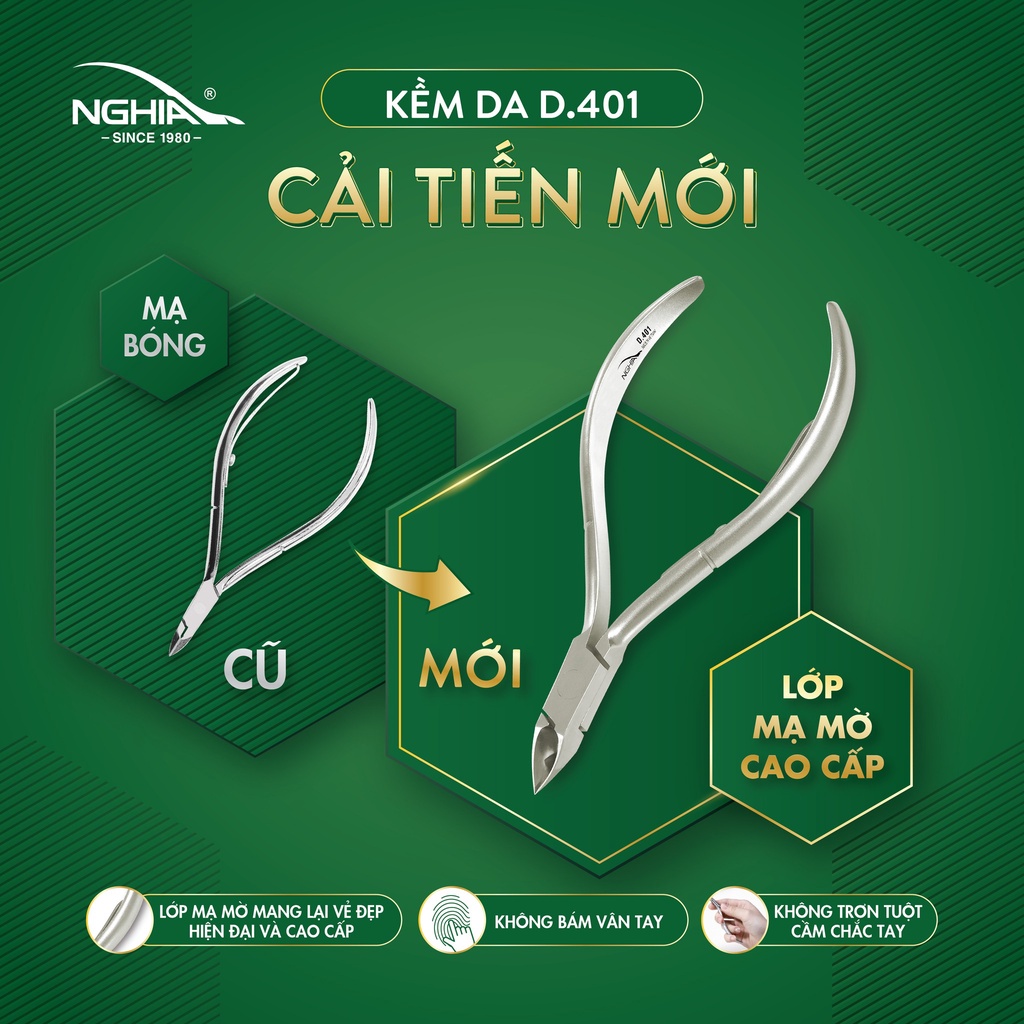 NGHIA®
SINCE 1980
KỀM DA D.401
CẢI TIẾN MỚI
MẠ
BÓNG
CŨ
MỚI
D.401
NGHIA
LỚP
MẠ MỜ
CAO CẤP
LỚP MẠ MỜ MANG LẠI VẺ ĐẸP
HIỆN ĐẠI VÀ CAO CẤP
KHÔNG BÁM VÂN TAY
KHÔNG TRƠN TUỘT
CẦM CHẮC TAY